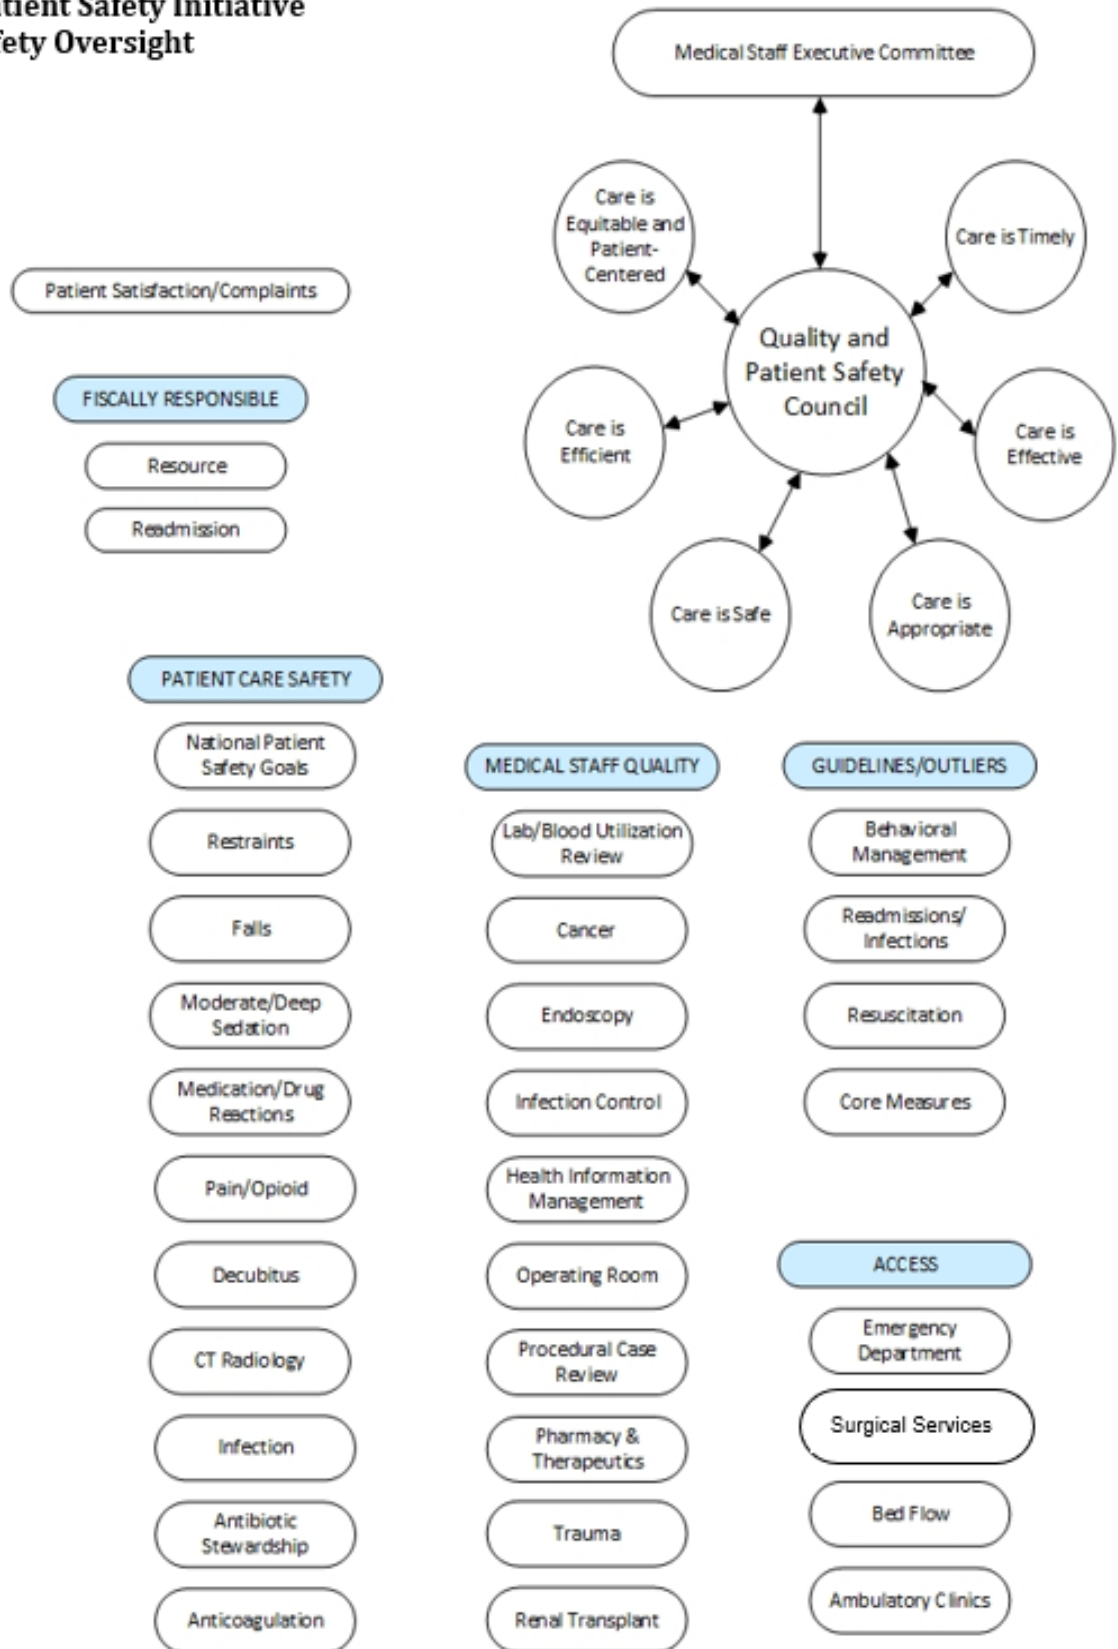 Safety Initiative
Oversight
Medical Staff Executive Committee
Care is
Equitable and
Patient-
Centered
Care is Timely
Patient Satisfaction/Complaints
Quality and
Patient Safety
Council
FISCALLY RESPONSIBLE
Resource
Readmission
Care is
Efficient
Care is
Effective
Care is Safe
Care is
Appropriate
PATIENT CARE SAFETY
National Patient
Safety Goals
Restraints
Falls
Moderate/Deep
Sedation
Medication/Drug
Reactions
Pain/Opioid
Decubitus
CT Radiology
Infection
Antibiotic
Stewardship
Anticoagulation
MEDICAL STAFF QUALITY
Lab/Blood Utilization
Review
Cancer
Endoscopy
Infection Control
Health Information
Management
Operating Room
Procedural Case
Review
Pharmacy &
Therapeutics
Trauma
Renal Transplant
GUIDELINES/OUTLIERS
Behavioral
Management
Readmissions/
Infections
Resuscitation
Core Measures
ACCESS
Emergency
Department
Surgical Services
Bed Flow
Ambulatory Clinics